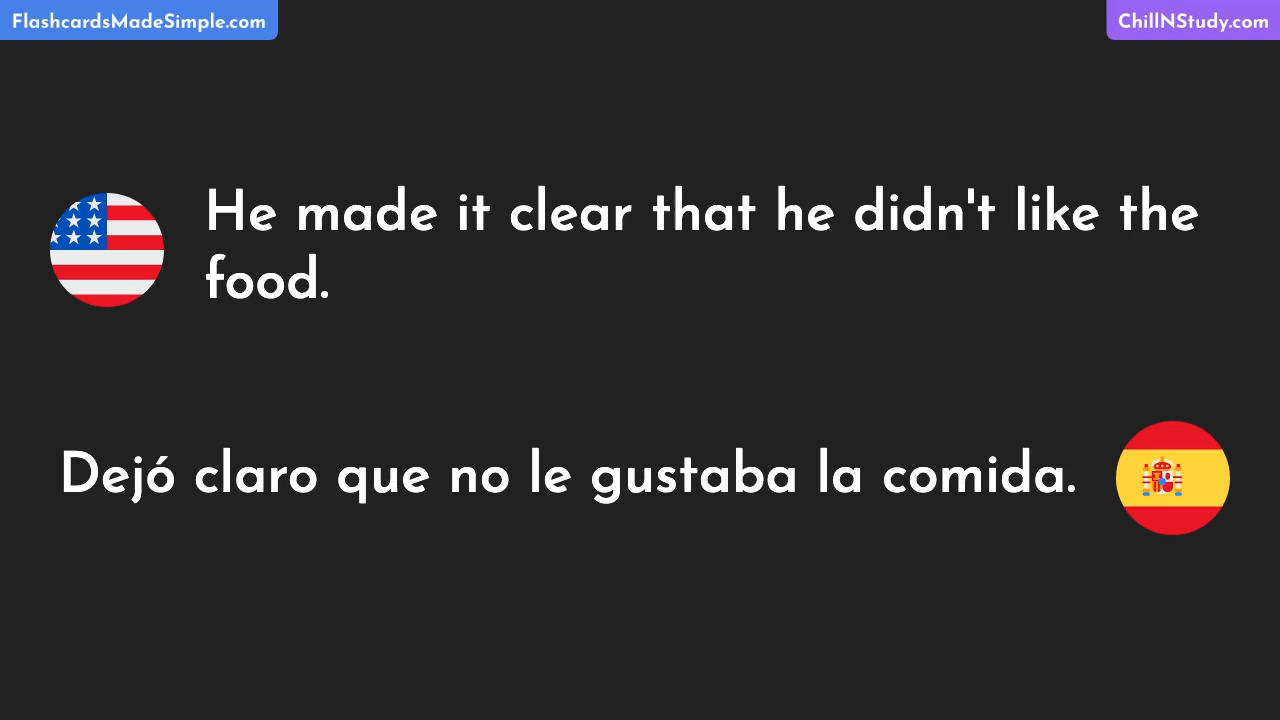 FlashcardsMadeSimple.com
ChillNStudy.com
He made it clear that he didn't like the
food.
Dejó claro que no le gustaba la comida.